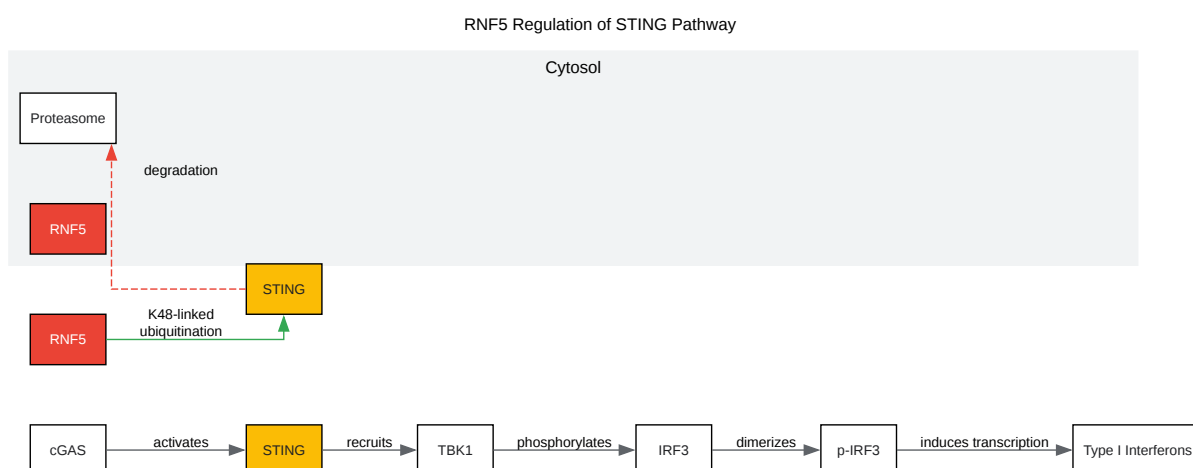 RNF5 Regulation of STING Pathway
Cytosol
Proteasome
degradation
RNF5
STING
K48-linked
ubiquitination
RNF5
cGAS
activates
STING
recruits
TBK1
phosphorylates
IRF3
dimerizes
p-IRF3
induces transcription
Type I Interferons